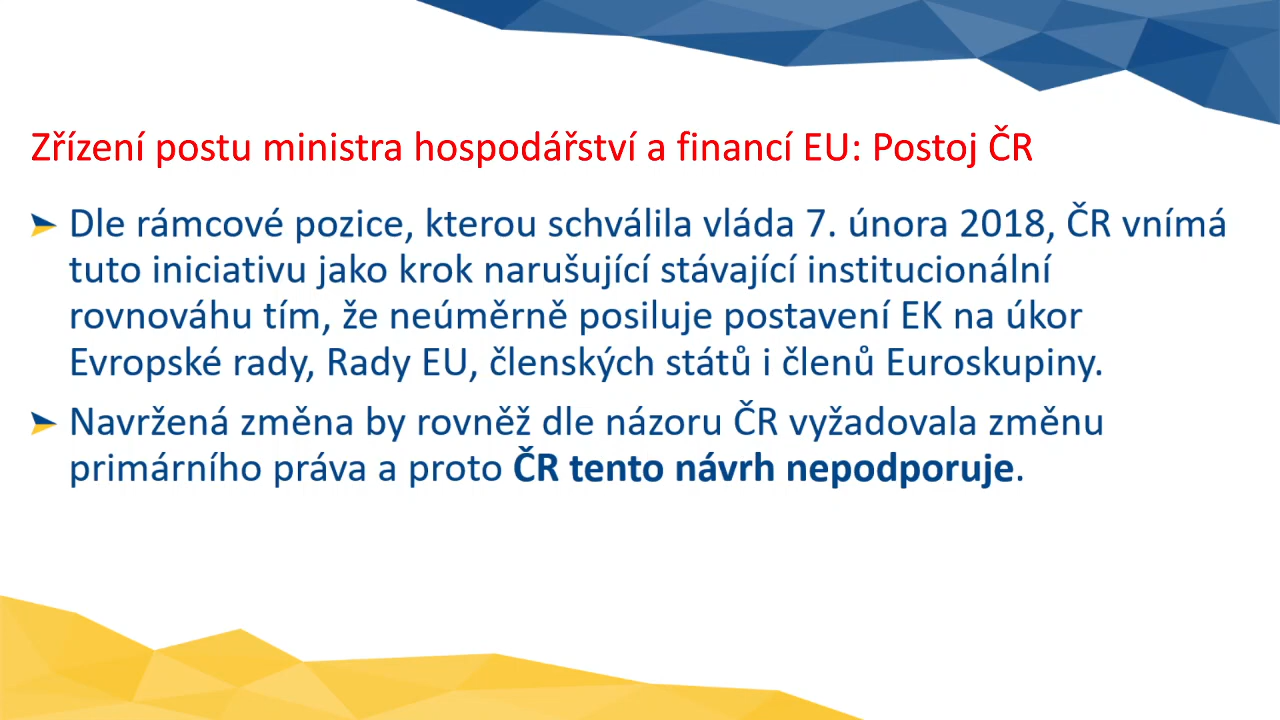 Zřízení postu ministra hospodářství a financí EU: Postoj ČR
Dle rámcové pozice, kterou schválila vláda 7. února 2018, ČR vnímá
tuto iniciativu jako krok narušující stávající institucionální
rovnováhu tím, že neúměrně posiluje postavení EK na úkor
Evropské rady, Rady EU, členských států i členů Euroskupiny.
Navržená změna by rovněž dle názoru ČR vyžadovala změnu
primárního práva a proto ČR tento návrh nepodporuje.